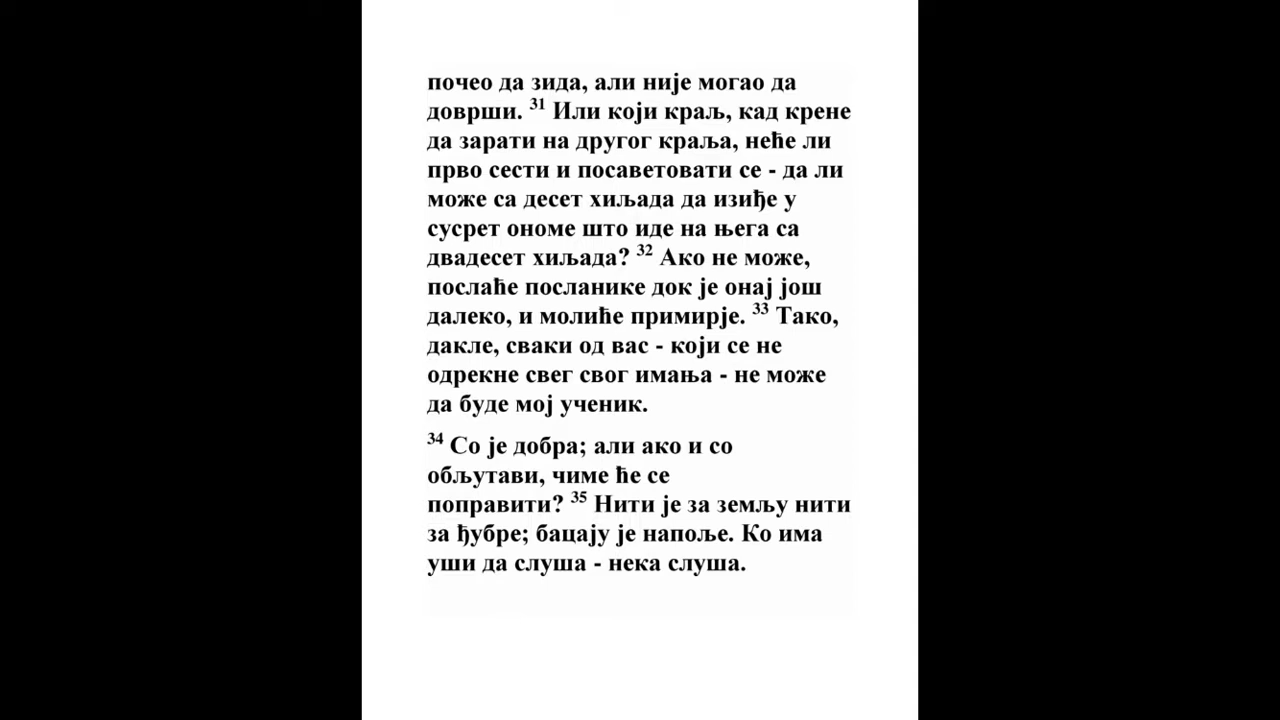 почео да зида, али није могао да
доврши. 31 Или који краљ, кад крене
да зарати на другог краља, неће ли
прво сести и посаветовати се - да ли
може са десет хиљада да изиђе у
сусрет ономе што иде на њега са
двадесет хиљада? 32 Ако не може,
послаће посланике док је онај још
далеко, и молиће примирје. 33 Тако,
дакле, сваки од вас - који се не
одрекне свег свог имања - не може
да буде мој ученик.
34 Со је добра; али ако и со
обљутави, чиме ће се
поправити? 35 Нити је за земљу нити
за ђубре; бацају је напоље. Ко има
уши да слуша - нека слуша.